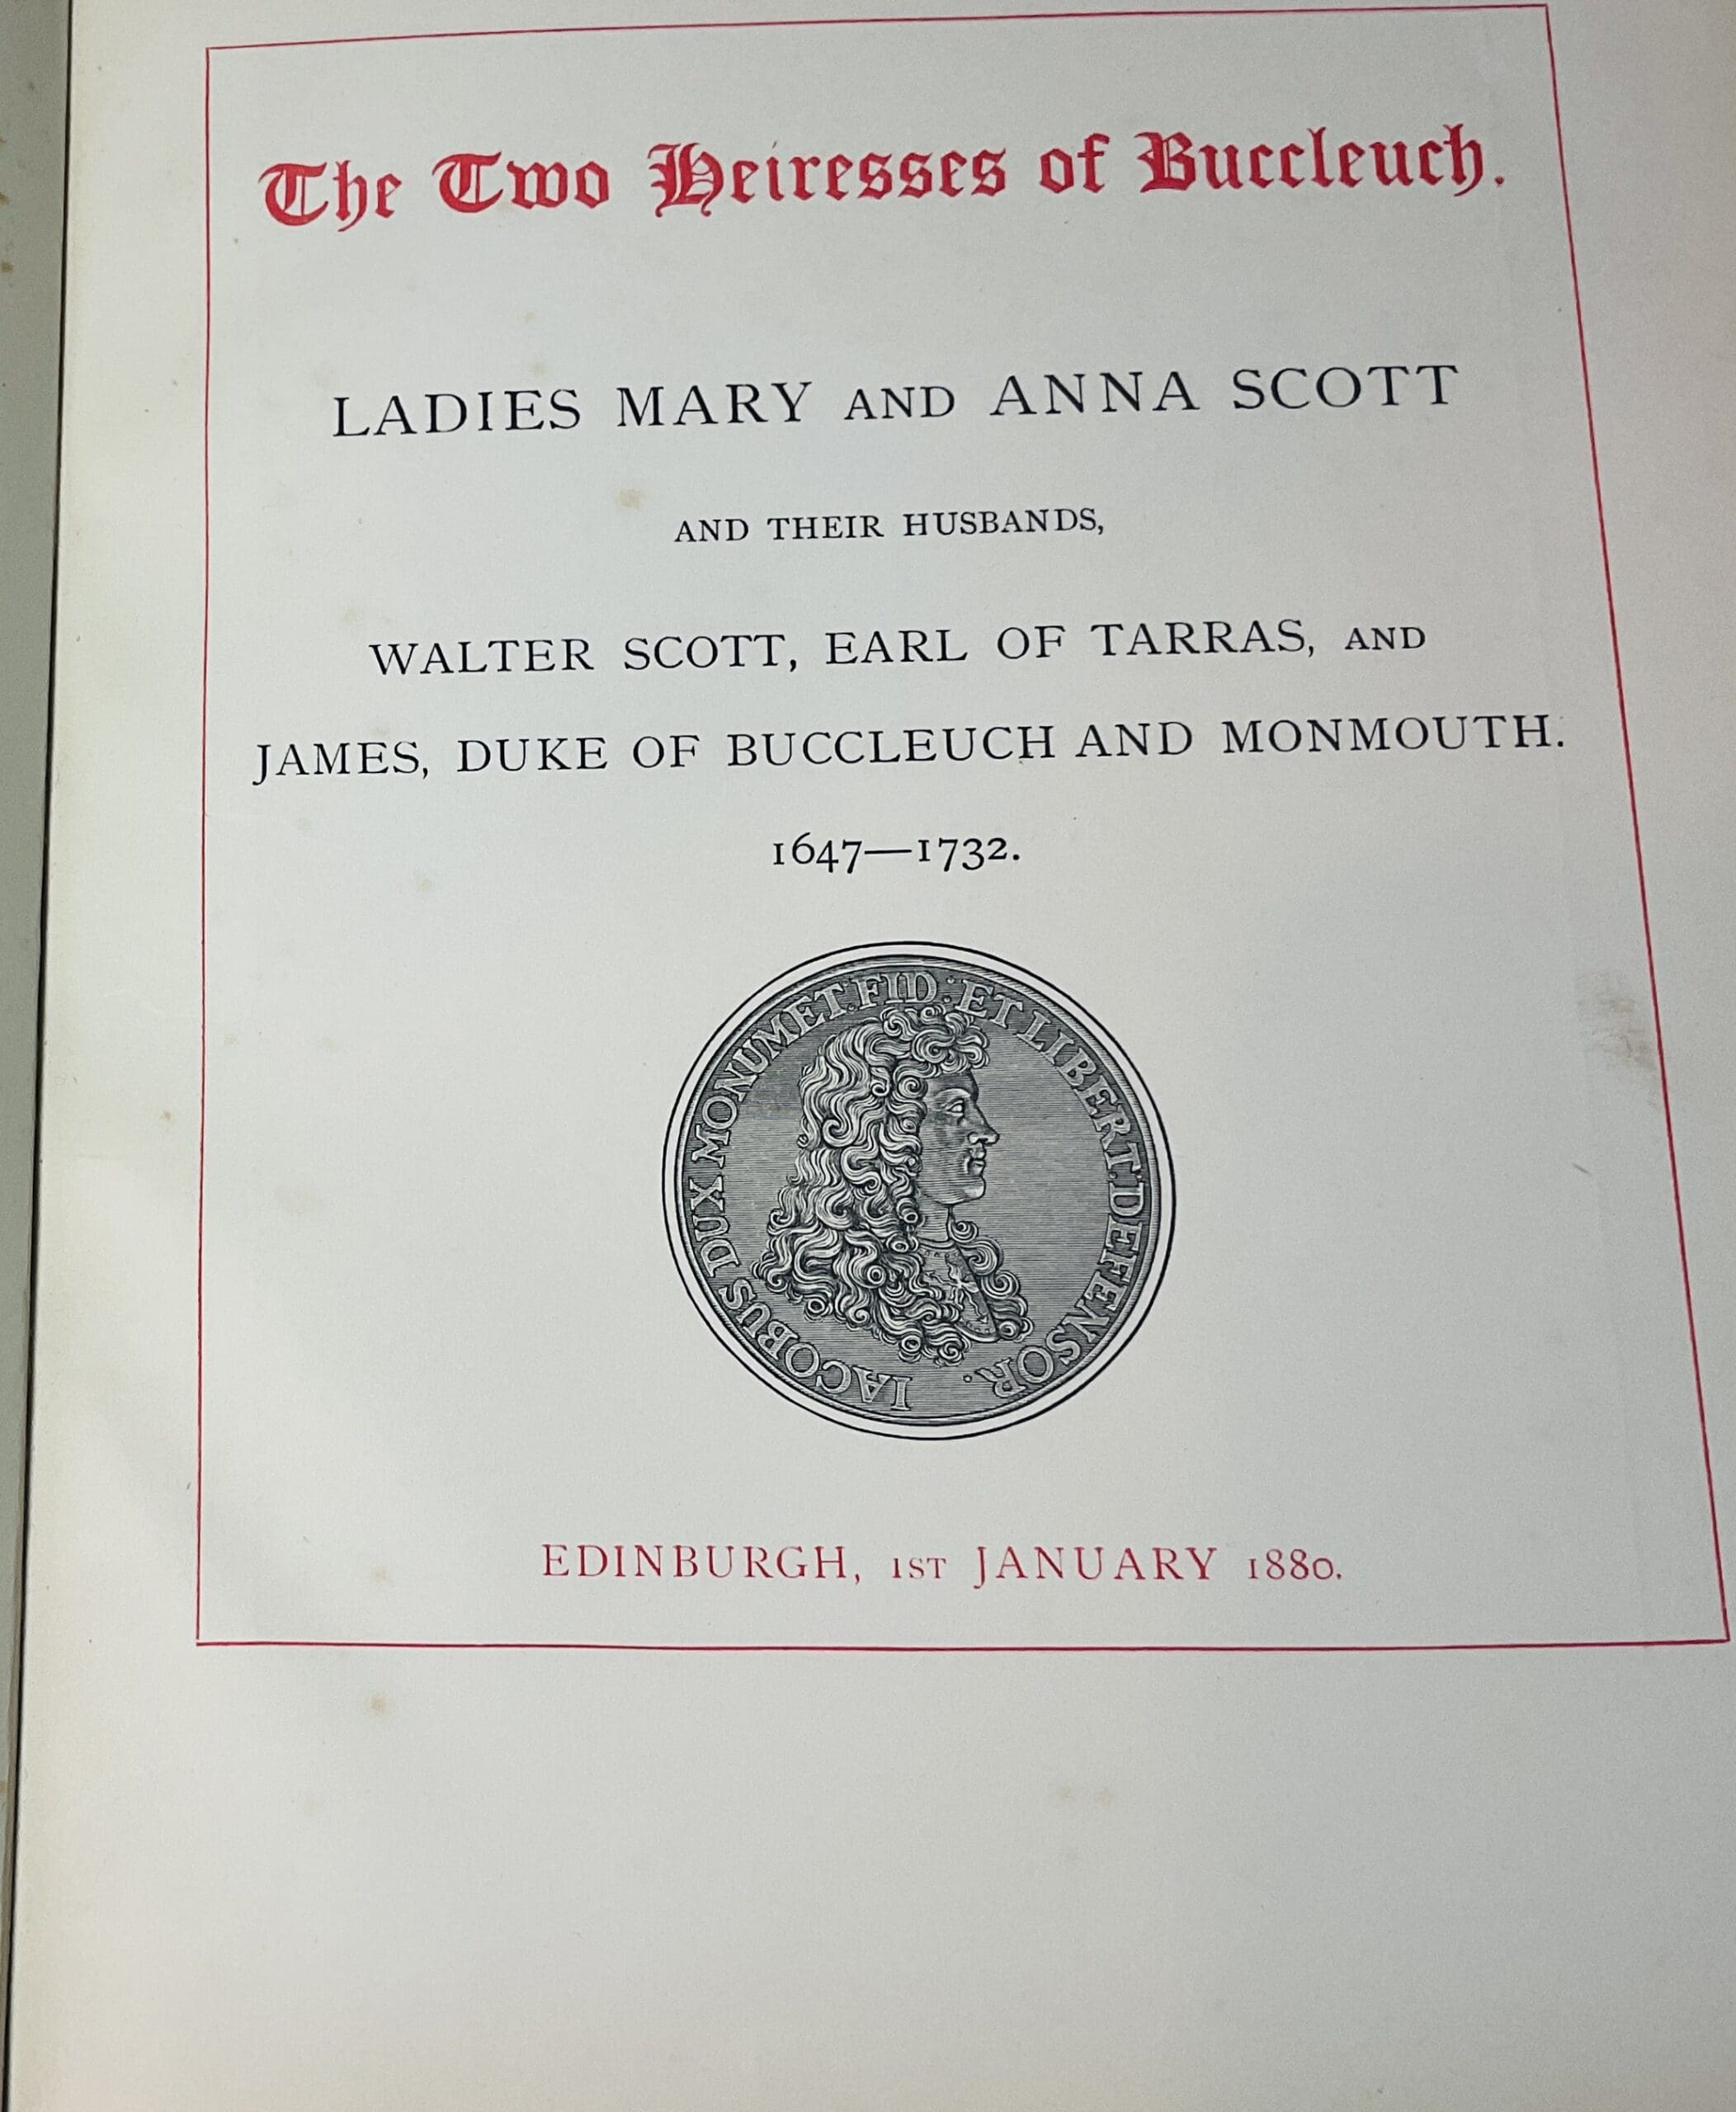 The Two Heiresses of Buccleuch.
LADIES MARY AND ANNA SCOTT
AND THEIR HUSBANDS,
WALTER SCOTT, EARL OF TARRAS, AND
JAMES, DUKE OF BUCCLEUCH AND MONMOUTH.
1647—1732.
IACOBUS DUX MONUMET. FID: ET LIBERT. DEFENSOR.
EDINBURGH, 1ST JANUARY 1880.